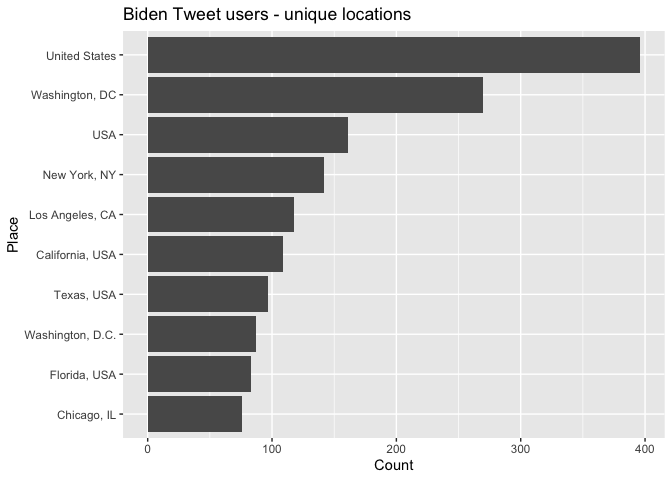 Biden Tweet users - unique locations
Place
United States
Washington, DC
USA
New York, NY
Los Angeles, CA
California, USA
Texas, USA
Washington, D.C.
Florida, USA
Chicago, IL
0 100 200 300 400
Count